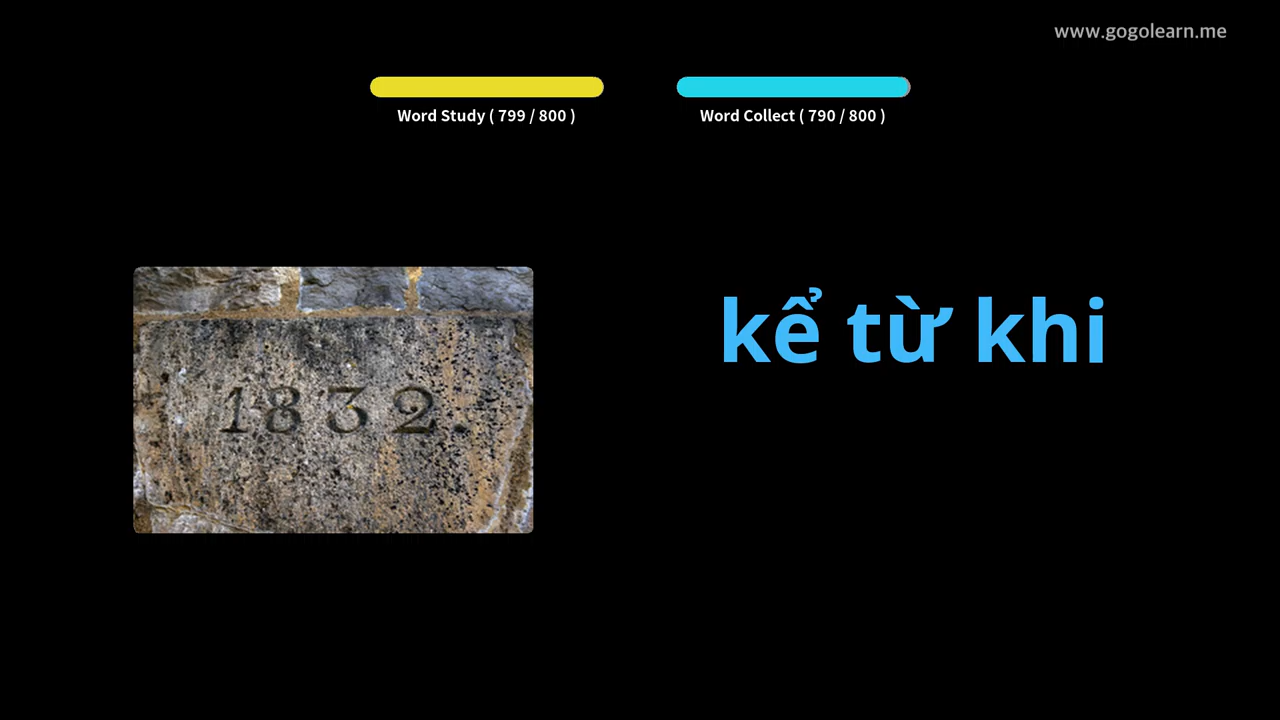 www.gogolearn.me
Word Study ( 799 / 800 )
Word Collect ( 790 / 800 )
kể từ khi
1832.